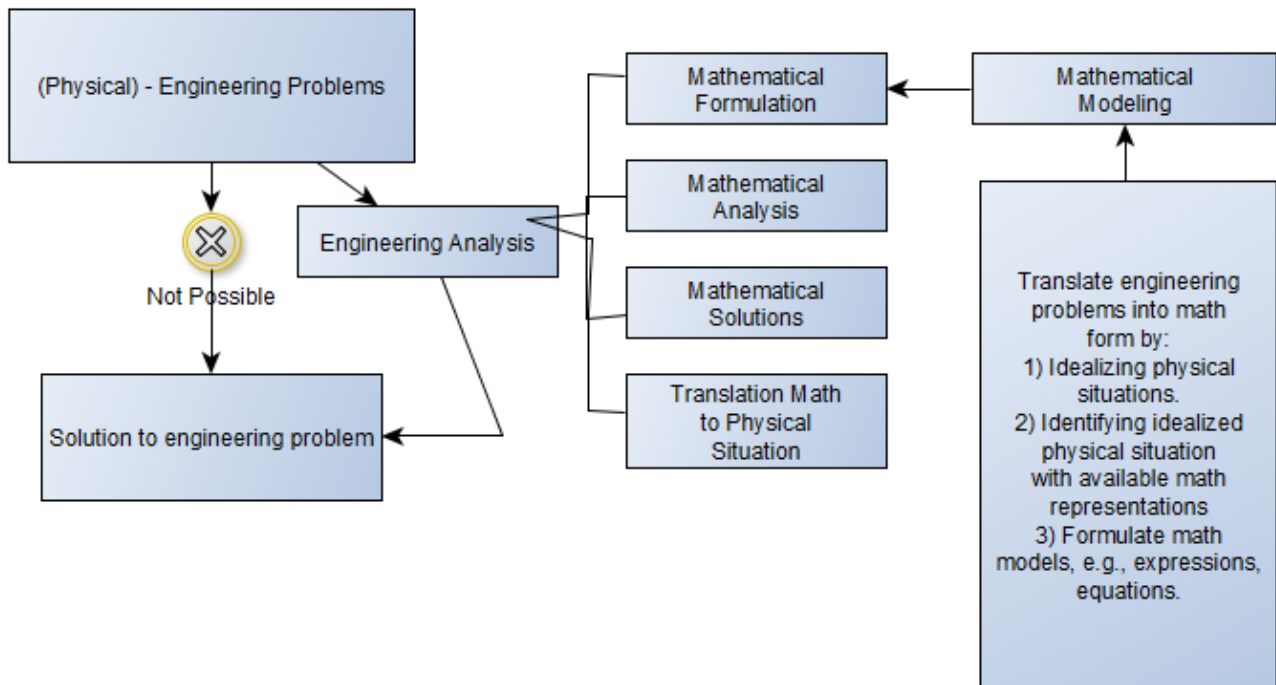 (Physical) - Engineering Problems
Not Possible
Solution to engineering problem
Engineering Analysis
Mathematical
Formulation
Mathematical
Analysis
Mathematical
Solutions
Translation Math
to Physical
Situation
Mathematical
Modeling
Translate engineering
problems into math
form by:
1) Idealizing physical
situations.
2) Identifying idealized
physical situation
with available math
representations
3) Formulate math
models, e.g., expressions,
equations.